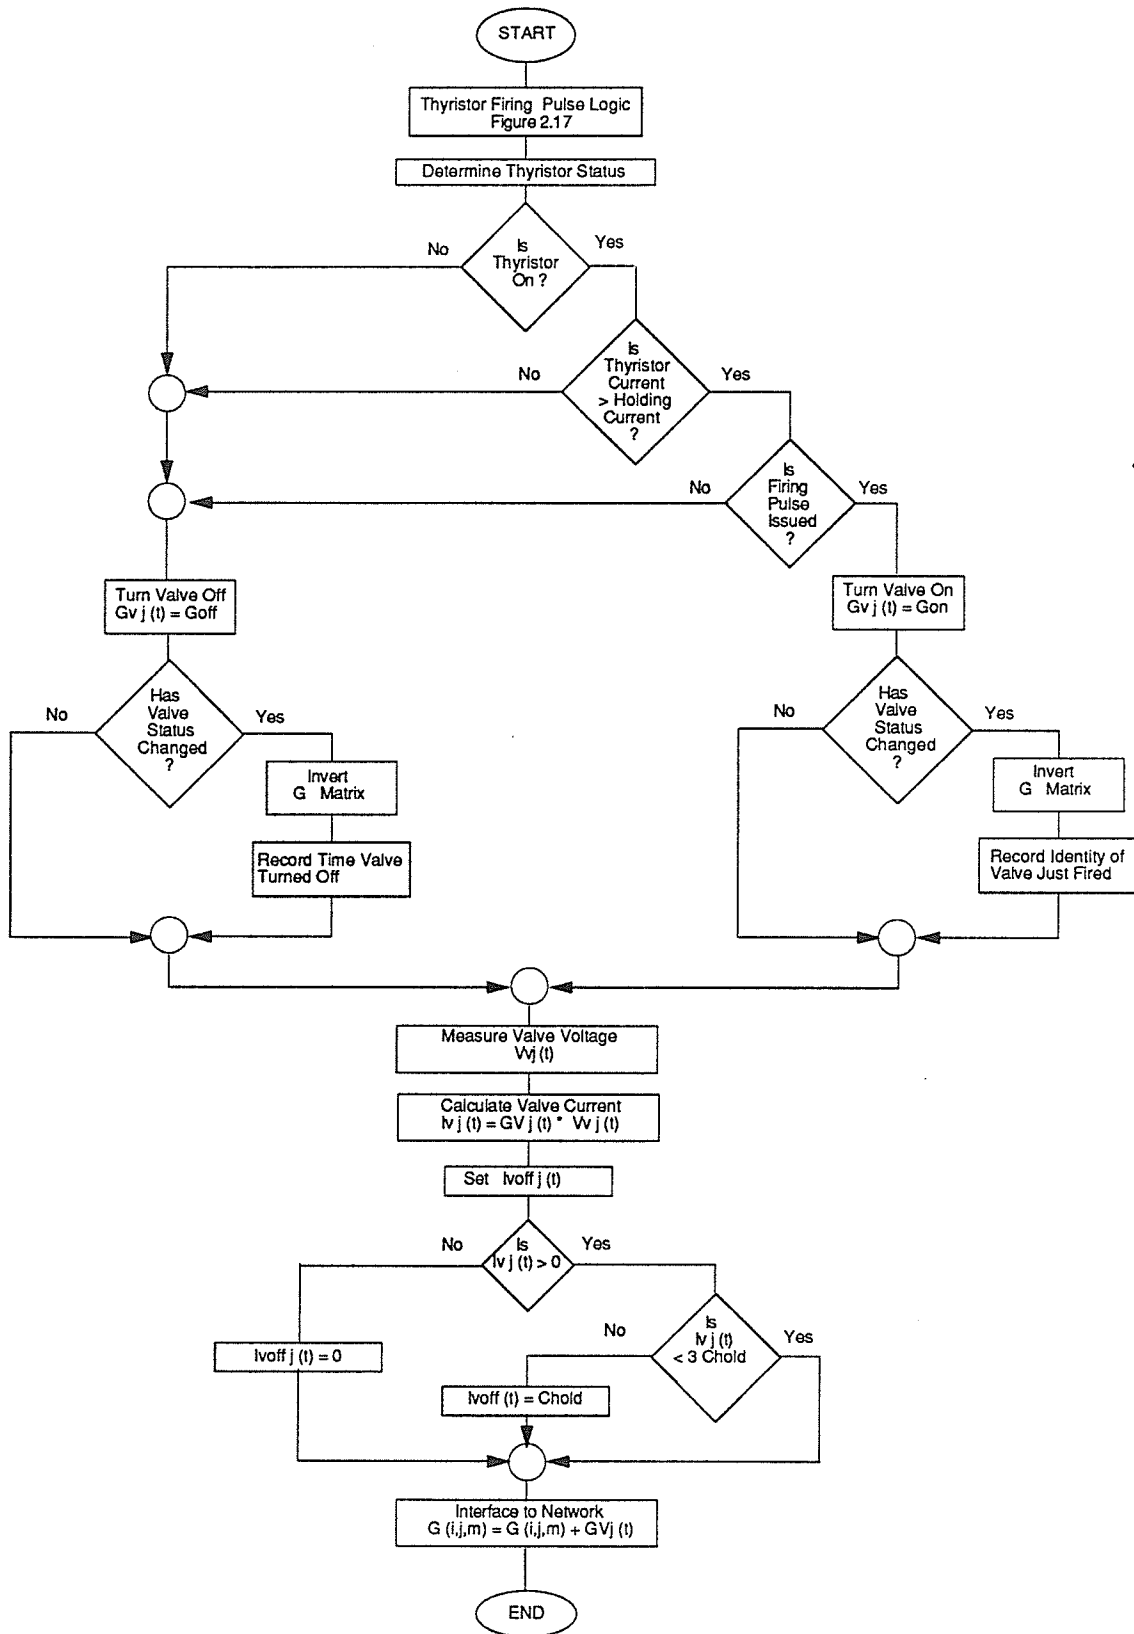 START
Thyristor Firing Pulse Logic
Figure 2.17
Determine Thyristor Status
No
Is
Thyristor
On ?
Yes
No
Is
Thyristor
Current
> Holding
Current
?
Yes
No
Is
Firing
Pulse
Issued
?
Yes
Turn Valve Off
Gv j (t) = Goff
Turn Valve On
Gv j (t) = Gon
No
Has
Valve
Status
Changed
?
Yes
Invert
G Matrix
Record Time Valve
Turned Off
No
Has
Valve
Status
Changed
?
Yes
Invert
G Matrix
Record Identity of
Valve Just Fired
Measure Valve Voltage
Vvj (t)
Calculate Valve Current
Iv j (t) = GV j (t) * Vv j (t)
Set Ivoff j (t)
No
Is
Iv j (t) > 0
Yes
No
Is
Iv j (t)
< 3 Chold
Yes
Ivoff j (t) = 0
Ivoff (t) = Chold
Interface to Network
G (i,j,m) = G (i,j,m) + GVj (t)
END